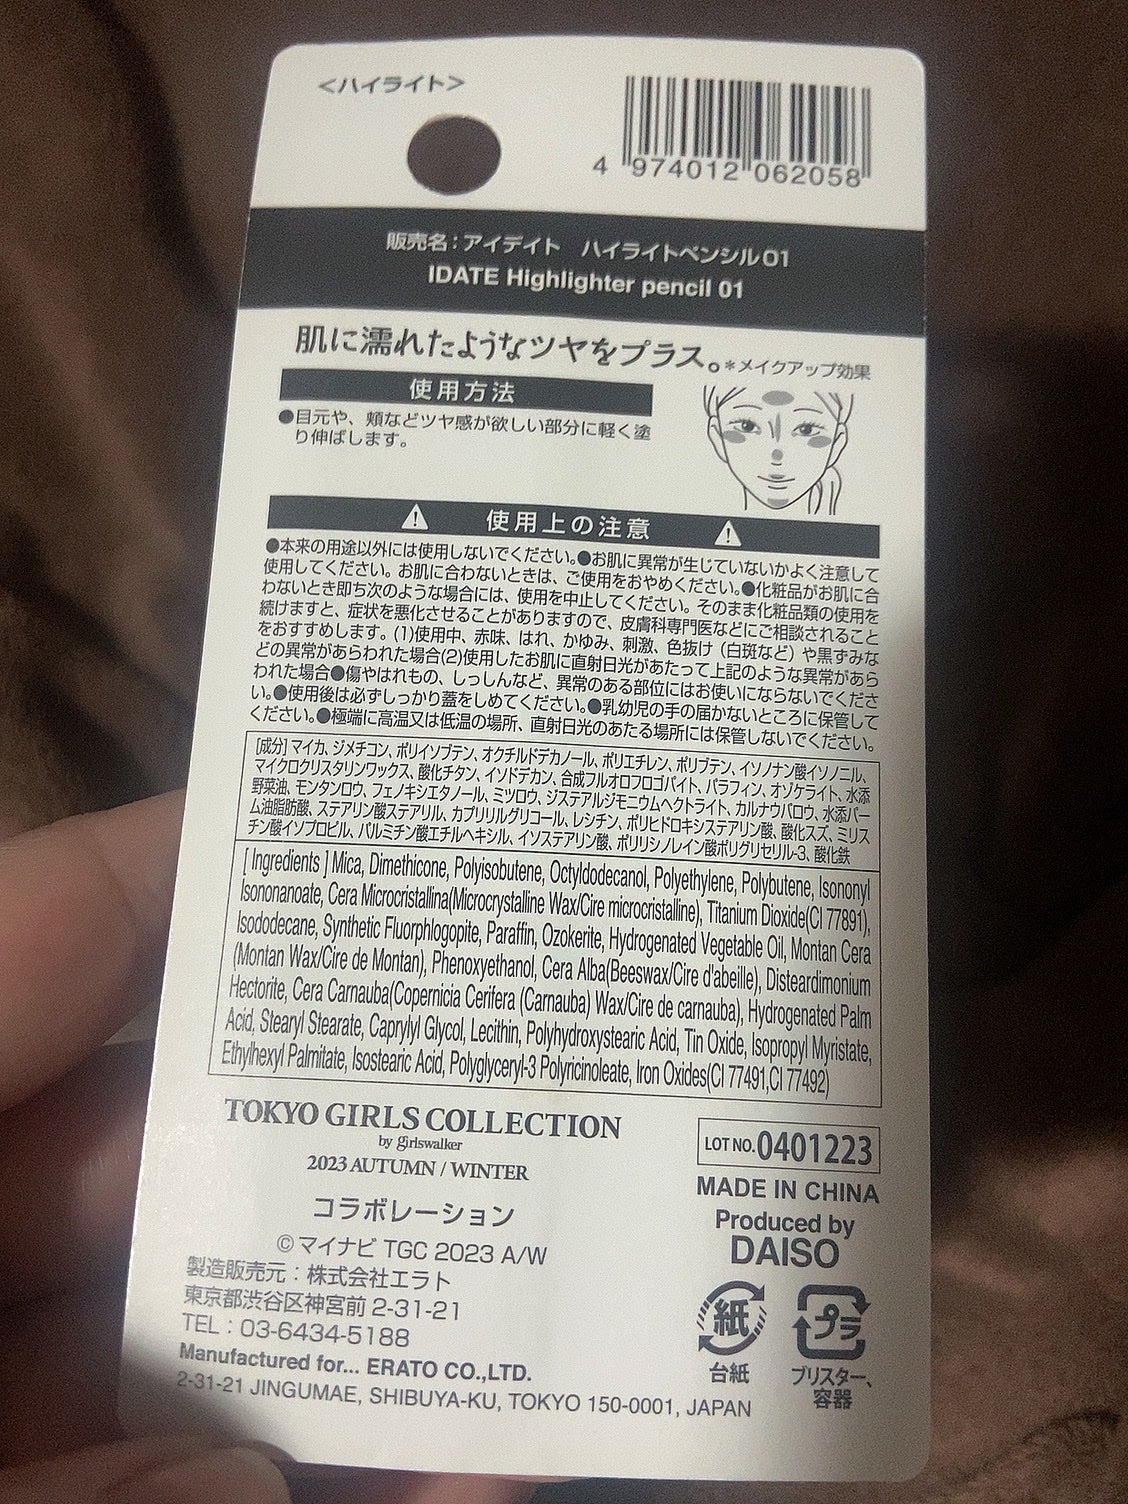 <ハイライト>
4 974012 062058
販売名:アイデイト ハイライトペンシル01
IDATE Highlighter pencil 01
肌に濡れたようなツヤをプラス。*メイクアップ効果
使用方法
●目元や、頬などツヤ感が欲しい部分に軽く塗
り伸ばします。
使用上の注意
●本来の用途以外には使用しないでください。●お肌に異常が生じていないかよく注意して
使用してください。お肌に合わないときは、ご使用をおやめください。●化粧品がお肌に合
わないとき即ち次のような場合には、使用を中止してください。そのまま化粧品類の使用を
続けますと、症状を悪化させることがありますので、皮膚科専門医などにご相談されること
をおすすめします。(1)使用中、赤味、はれ、かゆみ、刺激、色抜け(白斑など)や黒ずみな
どの異常があらわれた場合(2)使用したお肌に直射日光があたって上記のような異常があら
われた場合●傷やはれもの、しっしんなど、異常のある部位にはお使いにならないでくださ
い。●使用後は必ずしっかり蓋をしめてください。●乳幼児の手の届かないところに保管して
ください。●極端に高温又は低温の場所、直射日光のあたる場所には保管しないでください。
[成分]マイカ、ジメチコン、ポリイソブテン、オクチルドデカノール、ポリエチレン、ポリブテン、イソノナン酸イソノニル、
マイクロクリスタリンワックス、酸化チタン、イソドデカン、合成フルオロフロゴパイト、パラフィン、オゾケライト、水添
野菜油、モンタンロウ、フェノキシエタノール、ミツロウ、ジステアルジモニウムヘクトライト、カルナウバロウ、水添パー
ム油脂肪酸、ステアリン酸ステアリル、カプリリルグリコール、レシチン、ポリヒドロキシステアリン酸、酸化スズ、ミリス
チン酸イソプロピル、パルミチン酸エチルヘキシル、イソステアリン酸、ポリリシノレイン酸ポリグリセリル-3、酸化鉄
[ Ingredients ] Mica, Dimethicone, Polyisobutene, Octyldodecanol, Polyethylene, Polybutene, Isononyl
Isononanoate, Cera Microcristallina(Microcrystalline Wax/Cire microcristalline), Titanium Dioxide(CI 77891),
Isododecane, Synthetic Fluorphlogopite, Paraffin, Ozokerite, Hydrogenated Vegetable Oil, Montan Cera
(Montan Wax/Cire de Montan), Phenoxyethanol, Cera Alba(Beeswax/Cire d'abeille), Disteardimonium
Hectorite, Cera Carnauba(Copernicia Cerifera (Carnauba) Wax/Cire de carnauba), Hydrogenated Palm
Acid, Stearyl Stearate, Caprylyl Glycol, Lecithin, Polyhydroxystearic Acid, Tin Oxide, Isopropyl Myristate,
Ethylhexyl Palmitate, Isostearic Acid, Polyglyceryl-3 Polyricinoleate, Iron Oxides(CI 77491,CI 77492)
TOKYO GIRLS COLLECTION
by girlswalker
2023 AUTUMN / WINTER
コラボレーション
©マイナビ TGC 2023 A/W
製造販売元:株式会社エラト
東京都渋谷区神宮前 2-31-21
TEL:03-6434-5188
Manufactured for... ERATO CO.,LTD.
2-31-21 JINGUMAE, SHIBUYA-KU, TOKYO 150-0001, JAPAN
LOT NO. 0401223
MADE IN CHINA
Produced by
DAISO
紙
台紙
プラ
ブリスター、
容器